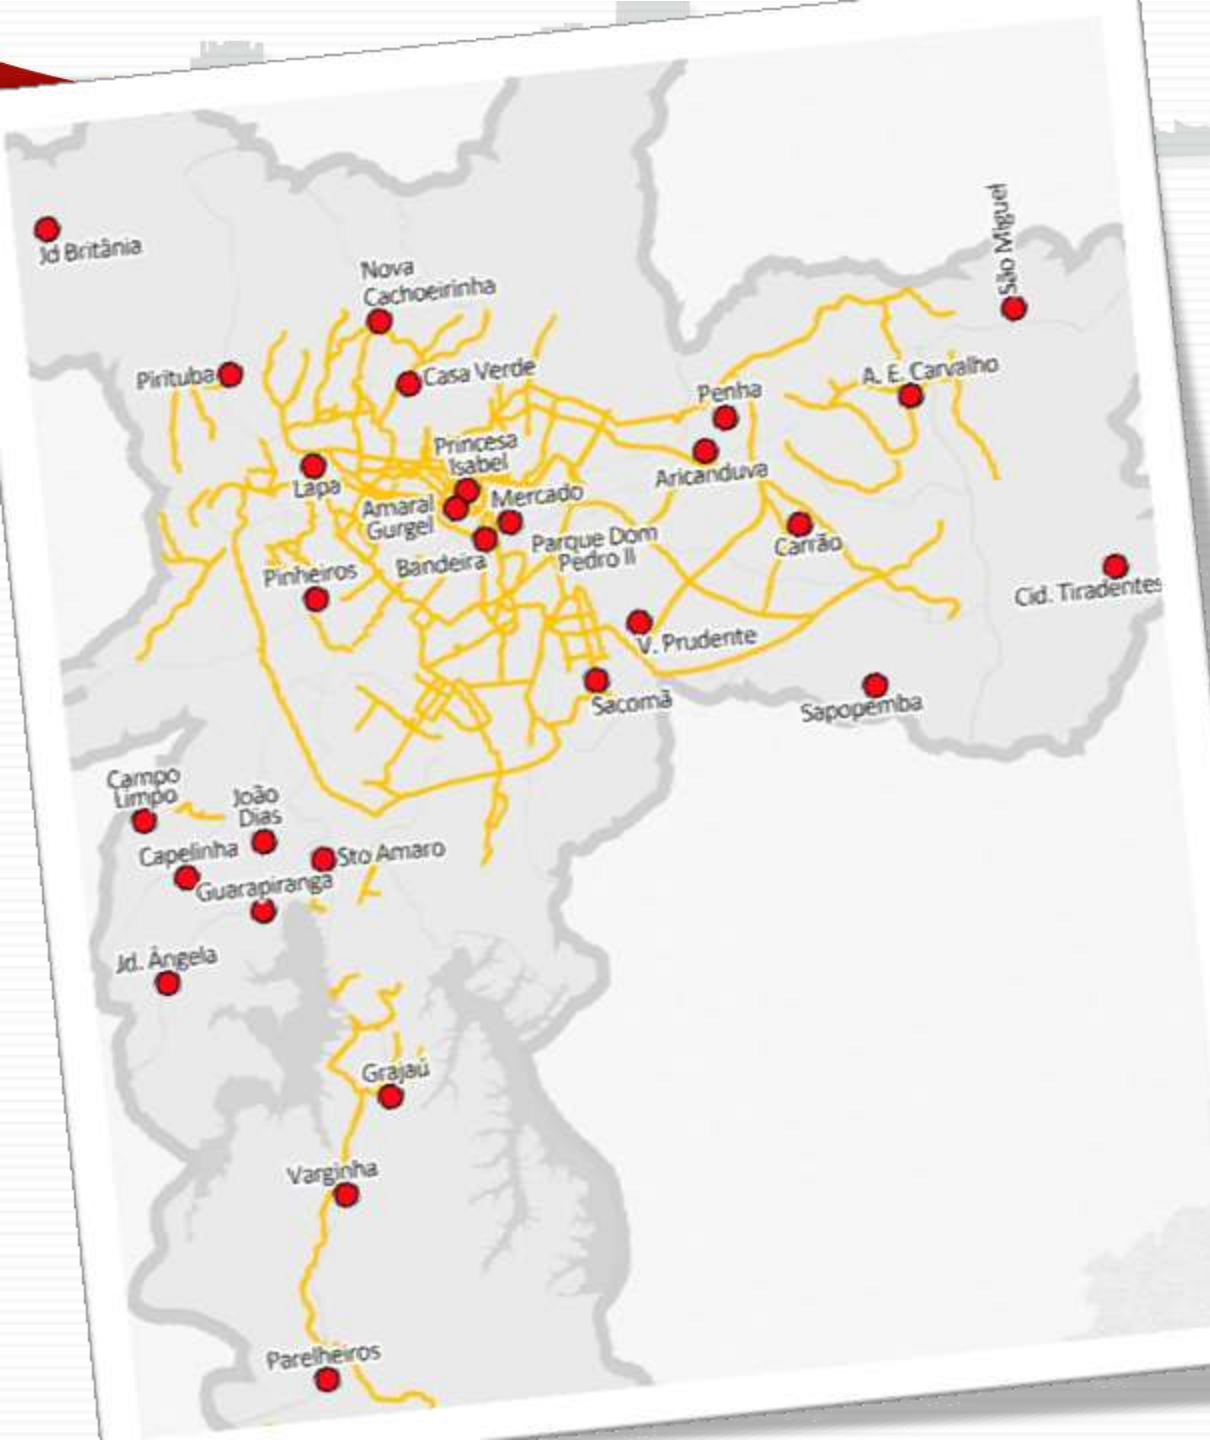 São Miguel
Jd Britânia
Nova
Cachoeirinha
Pirituba
Casa Verde
A. E. Carvalho
Penha
Princesa
Isabel
Aricanduva
Lapa
Mercado
Amaral
Gurgel
Parque Dom
Pedro II
Carrão
Bandeira
Pinheiros
Cid. Tiradentes
V. Prudente
Sacomã
Sapopemba
Campo
Limpo
João
Dias
Capelinha
Sto Amaro
Guarapiranga
Jd. Ângela
Grajaú
Varginha
Parelheiros